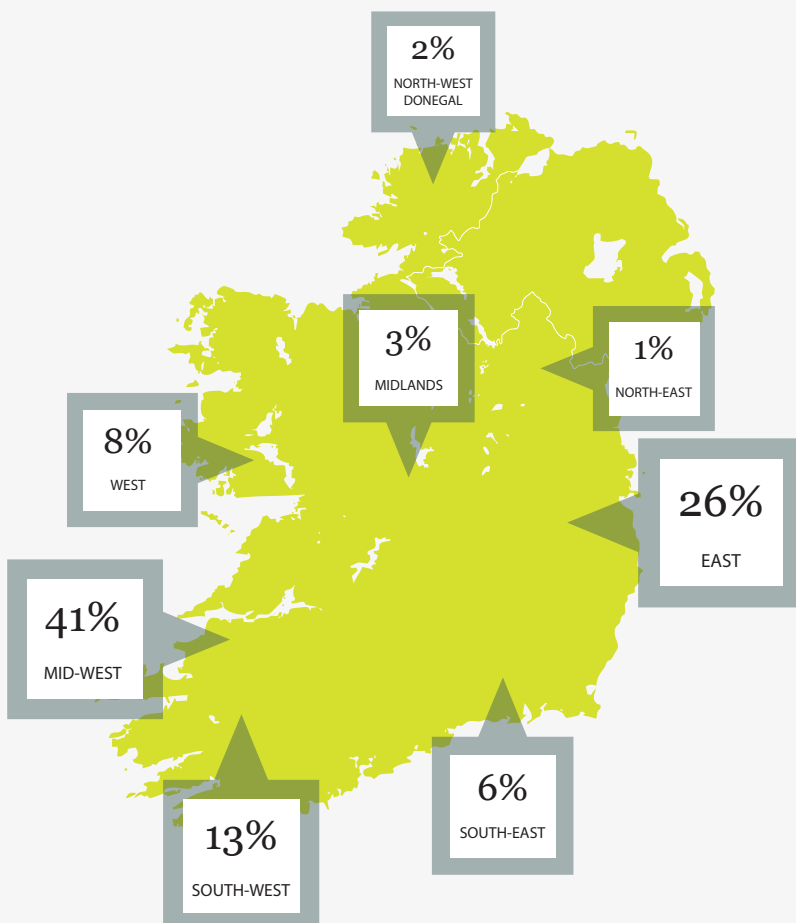 2%
NORTH-WEST
DONEGAL
3%
MIDLANDS
1%
NORTH-EAST
8%
WEST
26%
EAST
41%
MID-WEST
6%
SOUTH-EAST
13%
SOUTH-WEST